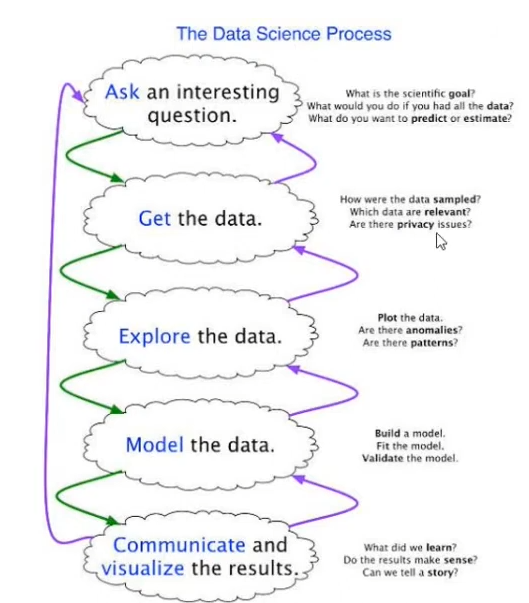 The Data Science Process
Ask an interesting
question.
What is the scientific goal?
What would you do if you had all the data?
What do you want to predict or estimate?
Get the data.
How were the data sampled?
Which data are relevant?
Are there privacy issues?
Explore the data.
Plot the data.
Are there anomalies?
Are there patterns?
Model the data.
Build a model.
Fit the model.
Validate the model.
Communicate and
visualize the results.
What did we learn?
Do the results make sense?
Can we tell a story?